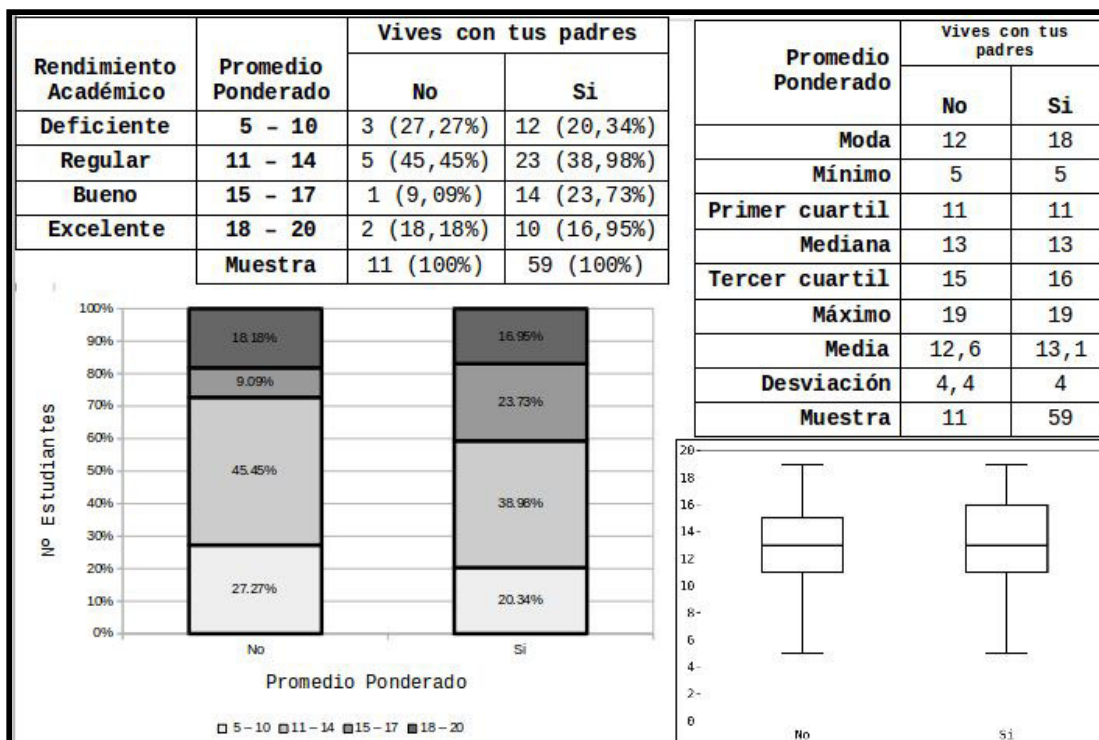 Rendimiento Académico Promedio Ponderado Vives con tus padres
No Si
Deficiente 5 – 10 3 (27,27%) 12 (20,34%)
Regular 11 – 14 5 (45,45%) 23 (38,98%)
Bueno 15 – 17 1 (9,09%) 14 (23,73%)
Excelente 18 – 20 2 (18,18%) 10 (16,95%)
Muestra 11 (100%) 59 (100%)
Promedio Ponderado Vives con tus padres
No Si
Moda 12 18
Mínimo 5 5
Primer cuartil 11 11
Mediana 13 13
Tercer cuartil 15 16
Máximo 19 19
Media 12,6 13,1
Desviación 4,4 4
Muestra 11 59
Nº Estudiantes
100%
90%
80%
70%
60%
50%
40%
30%
20%
10%
0%
18.18%
9.09%
45.45%
27.27%
16.95%
23.73%
38.98%
20.34%
No Si
Promedio Ponderado
5 – 10 11 – 14 15 – 17 18 – 20
20
18
16
14
12
10
8
6
4
2
0
No Si